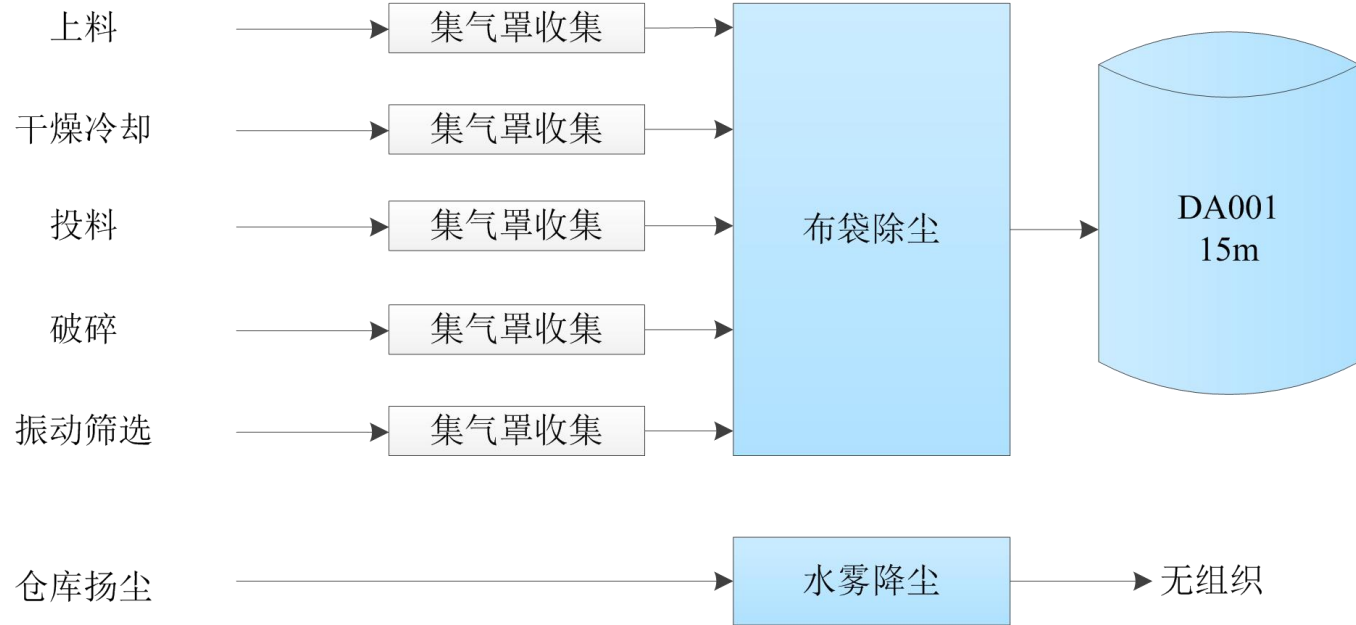 上料
集气罩收集
干燥冷却
集气罩收集
投料
集气罩收集
破碎
集气罩收集
振动筛选
集气罩收集
布袋除尘
DA001
15m
仓库扬尘
水雾降尘
无组织